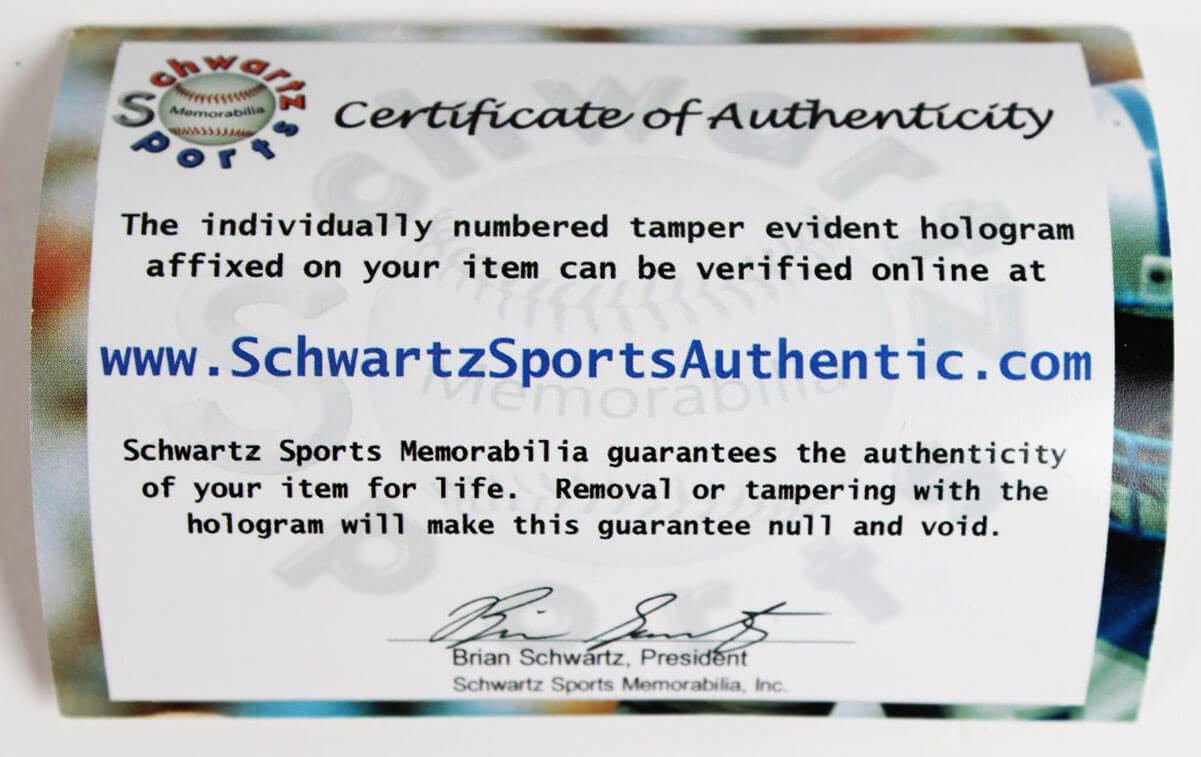 Schwartz
Sports
Memorabilia
Certificate of Authenticity
The individually numbered tamper evident hologram
affixed on your item can be verified online at
www.SchwartzSportsAuthentic.com
Schwartz Sports Memorabilia guarantees the authenticity
of your item for life. Removal or tampering with the
hologram will make this guarantee null and void.
Brian Schwartz
Brian Schwartz, President
Schwartz Sports Memorabilia, Inc.